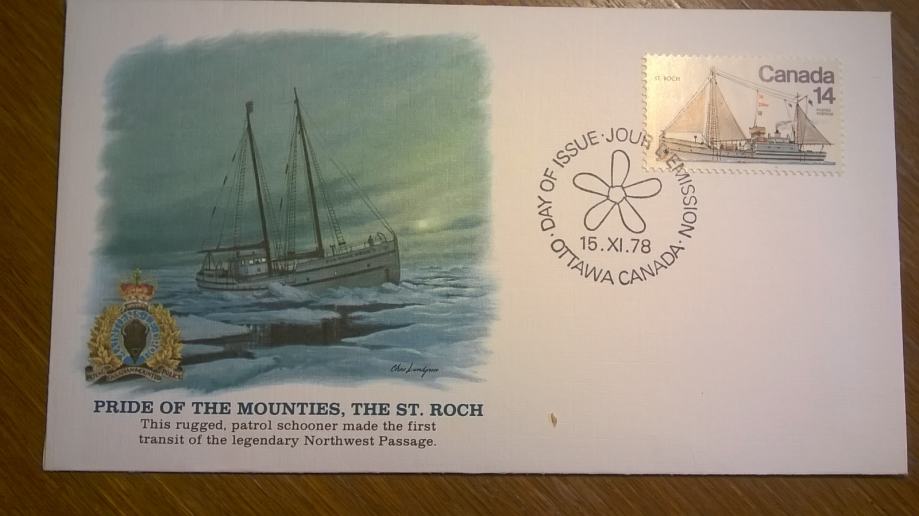 ST. ROCH
Canada
14
DAY OF ISSUE · JOUR D'EMISSION · OTTAWA CANADA ·
15.XI.78
PRIDE OF THE MOUNTIES, THE ST. ROCH
This rugged, patrol schooner made the first
transit of the legendary Northwest Passage.